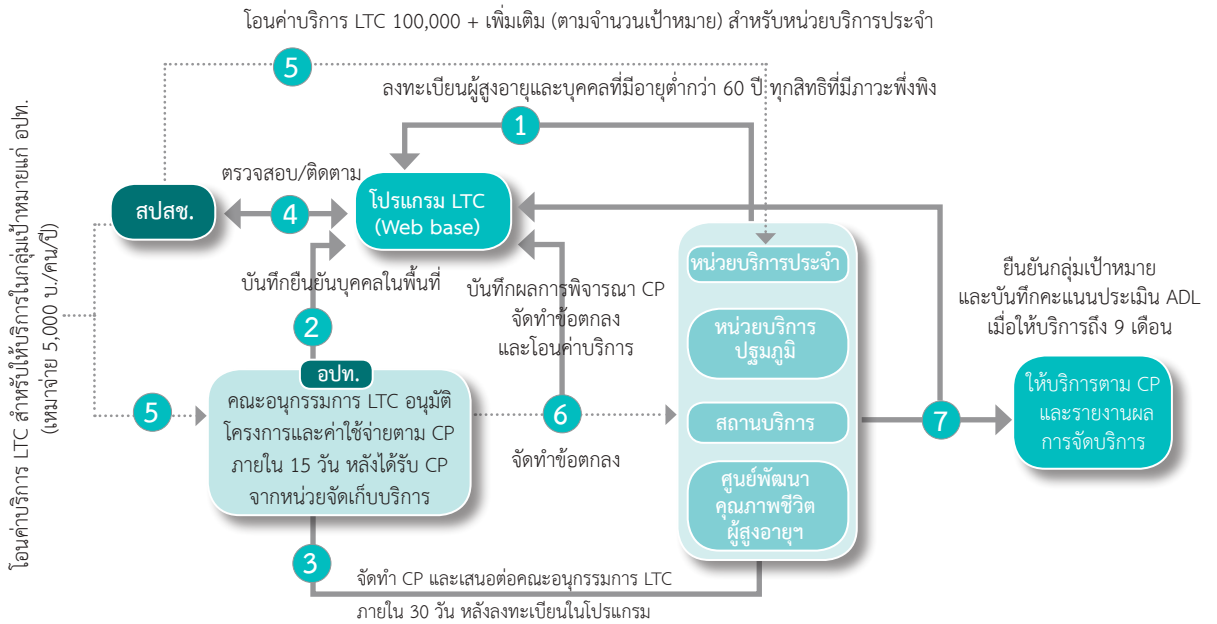 โอนค่าบริการ LTC 100,000 + เพิ่มเติม (ตามจำนวนเป้าหมาย) สำหรับหน่วยบริการประจำ
5
ลงทะเบียนผู้สูงอายุและบุคคลที่มีอายุต่ำกว่า 60 ปี ทุกสิทธิที่มีภาวะพึ่งพิง
1
โอนค่าบริการ LTC สำหรับให้บริการในกลุ่มเป้าหมายแก่ อปท.
(เหมาจ่าย 5,000 บ./คน/ปี)
สปสช.
ตรวจสอบ/ติดตาม
4
โปรแกรม LTC
(Web base)
บันทึกยืนยันบุคคลในพื้นที่
2
บันทึกผลการพิจารณา CP
จัดทำข้อตกลง
และโอนค่าบริการ
หน่วยบริการประจำ
หน่วยบริการ
ปฐมภูมิ
สถานบริการ
ศูนย์พัฒนา
คุณภาพชีวิต
ผู้สูงอายุฯ
ยืนยันกลุ่มเป้าหมาย
และบันทึกคะแนนประเมิน ADL
เมื่อให้บริการถึง 9 เดือน
7
ให้บริการตาม CP
และรายงานผล
การจัดบริการ
5
อปท.
คณะอนุกรรมการ LTC อนุมัติ
โครงการและค่าใช้จ่ายตาม CP
ภายใน 15 วัน หลังได้รับ CP
จากหน่วยจัดเก็บบริการ
6
จัดทำข้อตกลง
3
จัดทำ CP และเสนอต่อคณะอนุกรรมการ LTC
ภายใน 30 วัน หลังลงทะเบียนในโปรแกรม